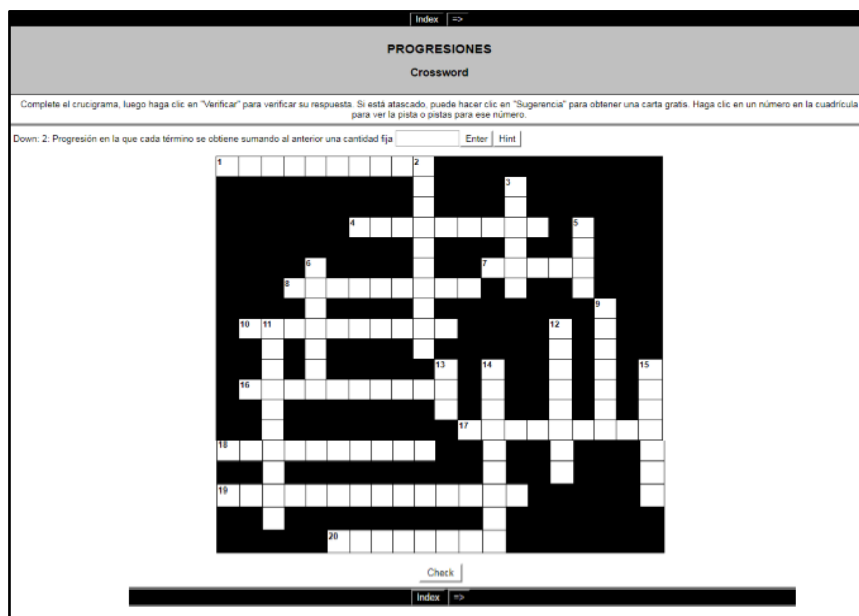 Index =>
PROGRESIONES
Crossword
Complete el crucigrama, luego haga clic en "Verificar" para verificar su respuesta. Si está atascado, puede hacer clic en "Sugerencia" para obtener una carta gratis. Haga clic en un número en la cuadrícula
para ver la pista o pistas para ese número.
Down: 2: Progresión en la que cada término se obtiene sumando al anterior una cantidad fija Enter Hint
1 2
3
4 5
6 7
8
9
10 11 12
13 14 15
16
17
18
19
20
Check
Index =>